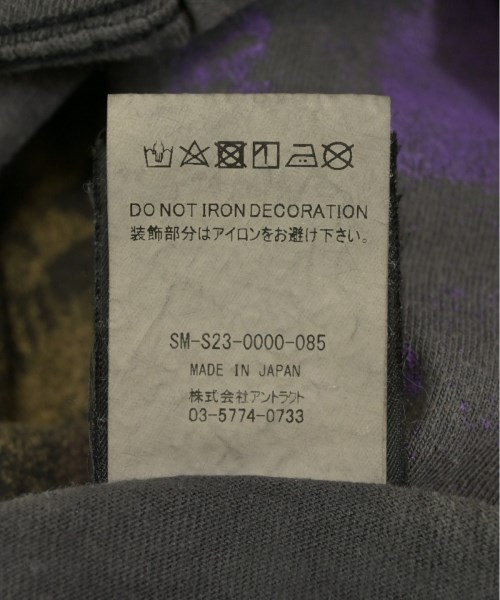 DO NOT IRON DECORATION
装飾部分はアイロンをお避け下さい。
SM-S23-0000-085
MADE IN JAPAN
株式会社アントラクト
03-5774-0733